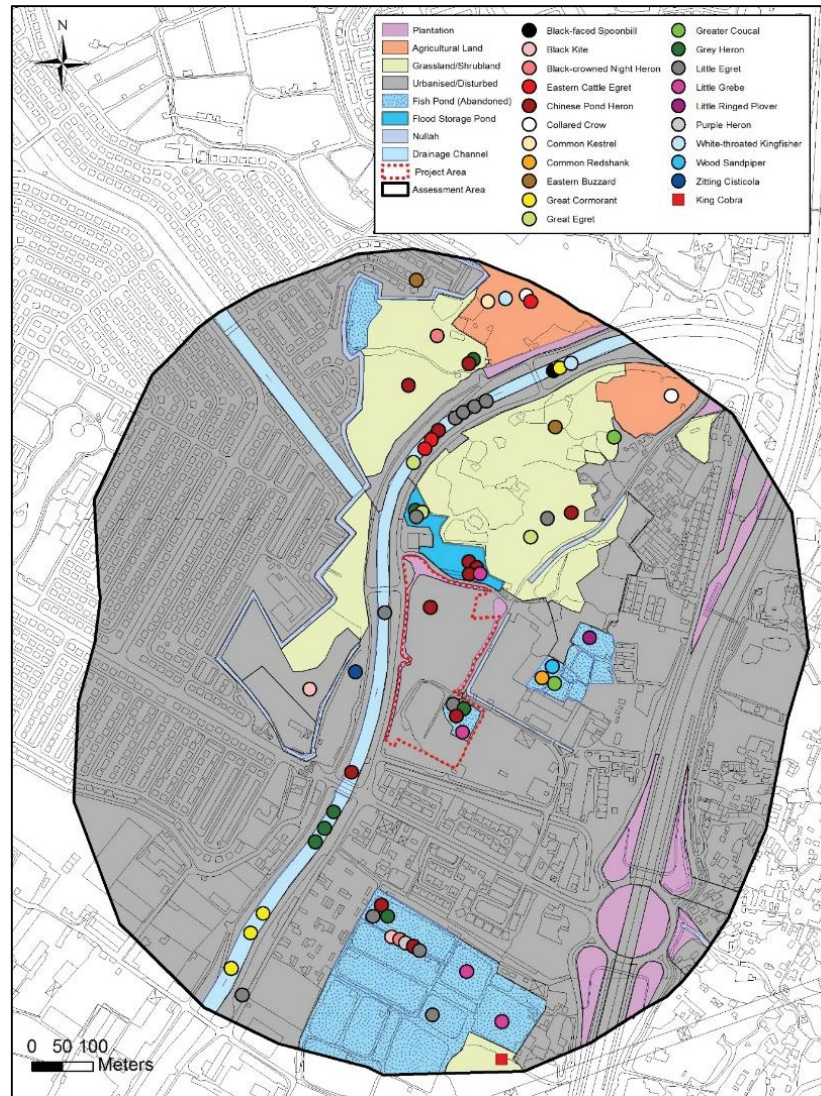 N
Plantation
Agricultural Land
Grassland/Shrubland
Urbanised/Disturbed
Fish Pond (Abandoned)
Flood Storage Pond
Nullah
Drainage Channel
Project Area
Assessment Area
Black-faced Spoonbill
Black Kite
Black-crowned Night Heron
Eastern Cattle Egret
Chinese Pond Heron
Collared Crow
Common Kestrel
Common Redshank
Eastern Buzzard
Great Cormorant
Great Egret
Greater Coucal
Grey Heron
Little Egret
Little Grebe
Little Ringed Plover
Purple Heron
White-throated Kingfisher
Wood Sandpiper
Zitting Cisticola
King Cobra
0 50 100
Meters